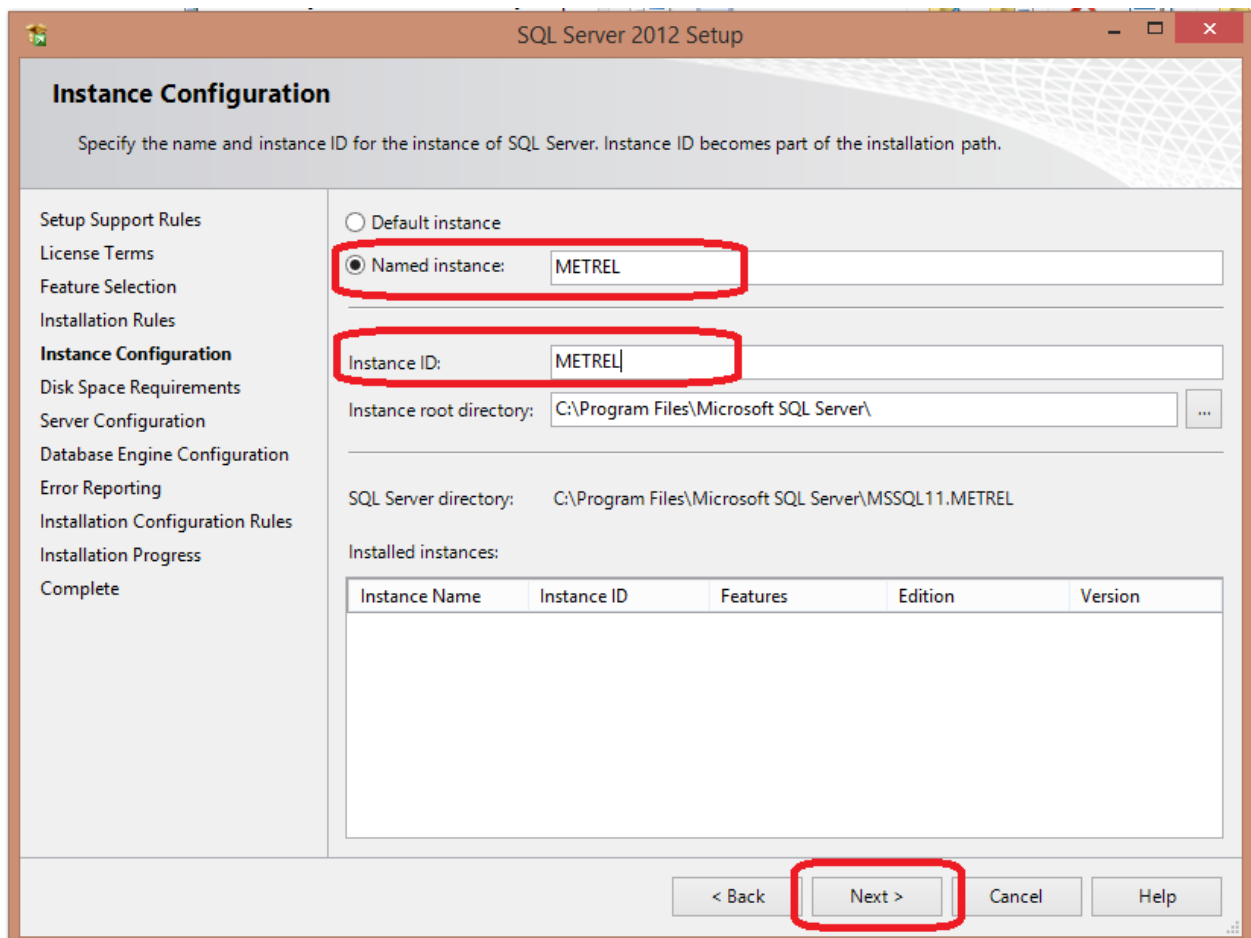 SQL Server 2012 Setup
Instance Configuration
Specify the name and instance ID for the instance of SQL Server. Instance ID becomes part of the installation path.
Setup Support Rules
License Terms
Feature Selection
Installation Rules
Instance Configuration
Disk Space Requirements
Server Configuration
Database Engine Configuration
Error Reporting
Installation Configuration Rules
Installation Progress
Complete
Default instance
Named instance: METREL
Instance ID: METREL
Instance root directory: C:\Program Files\Microsoft SQL Server\ ...
SQL Server directory: C:\Program Files\Microsoft SQL Server\MSSQL11.METREL
Installed instances:
Instance Name Instance ID Features Edition Version
< Back Next > Cancel Help